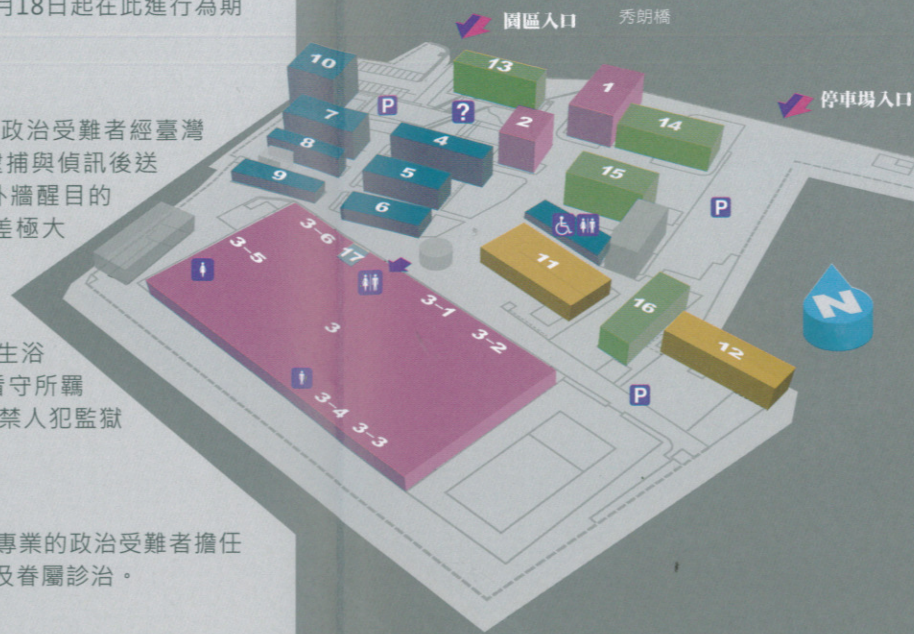 月18日起在此進行為期
政治受難者經臺灣
逮捕與偵訊後送
外牆醒目的
差極大
生浴
看守所羈
禁人犯監獄
專業的政治受難者擔任
及眷屬診治。
園區入口
秀朗橋
停車場入口
10
13
1
P
?
2
14
7
4
8
5
15
9
6
P
3-6
17
3-5
11
3-1
16
N
3
3-2
12
3-4
P
3-3